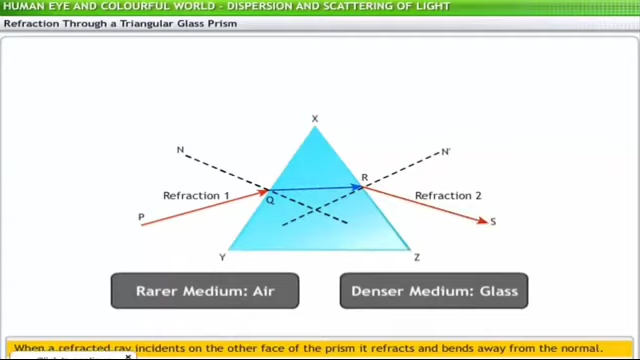 HUMAN EYE AND COLOURFUL WORLD - DISPERSION AND SCATTERING OF LIGHT
Refraction Through a Triangular Glass Prism
X
N
N'
R
Refraction 1
Q
Refraction 2
P
S
Y
Z
Rarer Medium: Air
Denser Medium: Glass
When a refracted ray incidents on the other face of the prism it refracts and bends away from the normal.